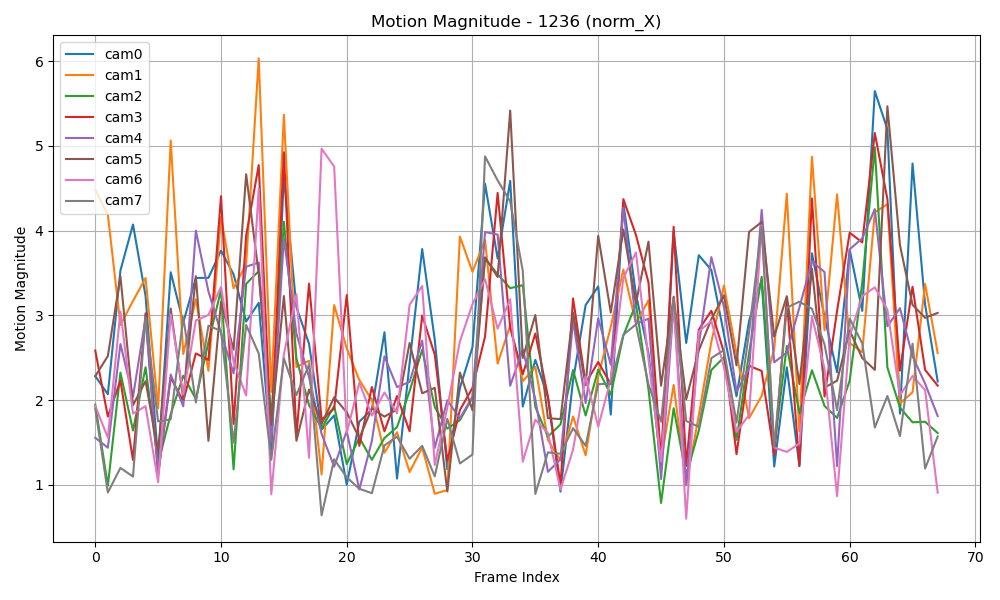 Motion Magnitude - 1236 (norm_X)
cam0
cam1
cam2
cam3
cam4
cam5
cam6
cam7
6
5
4
3
2
1
Motion Magnitude
0 10 20 30 40 50 60 70
Frame Index